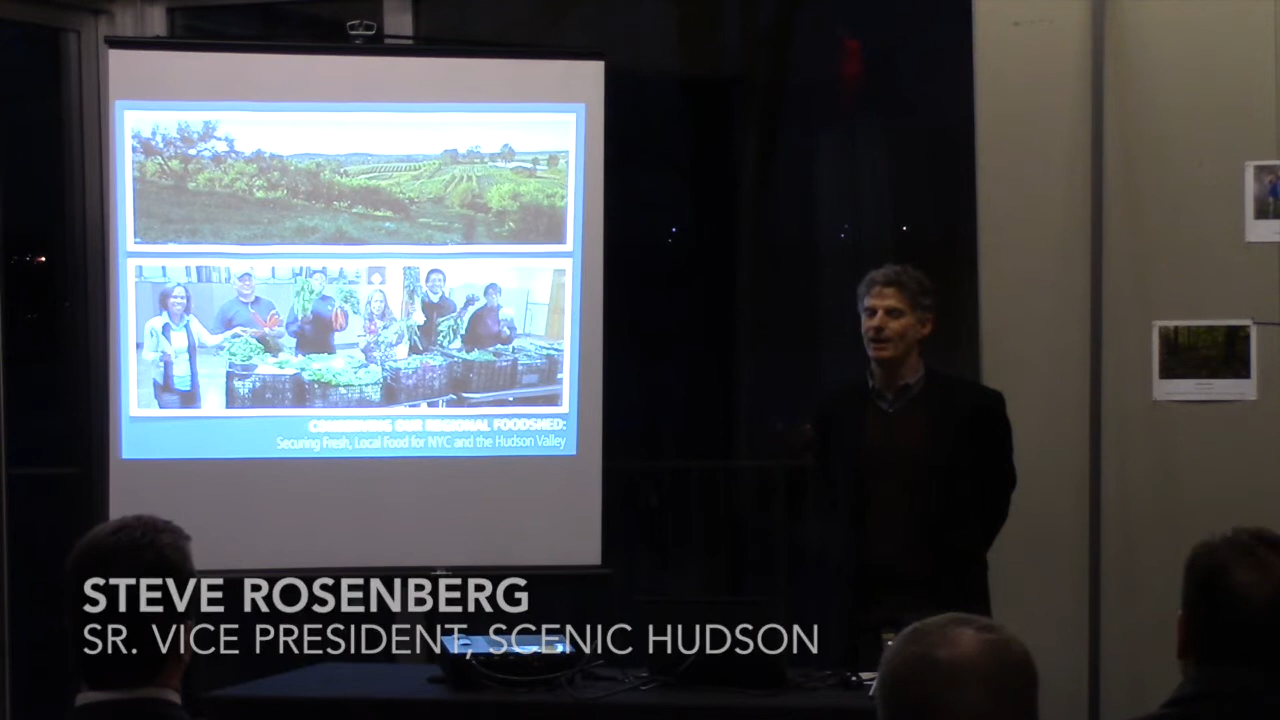 CONSERVING OUR REGIONAL FOODSHED:
Securing Fresh, Local Food for NYC and the Hudson Valley
STEVE ROSENBERG
SR. VICE PRESIDENT, SCENIC HUDSON